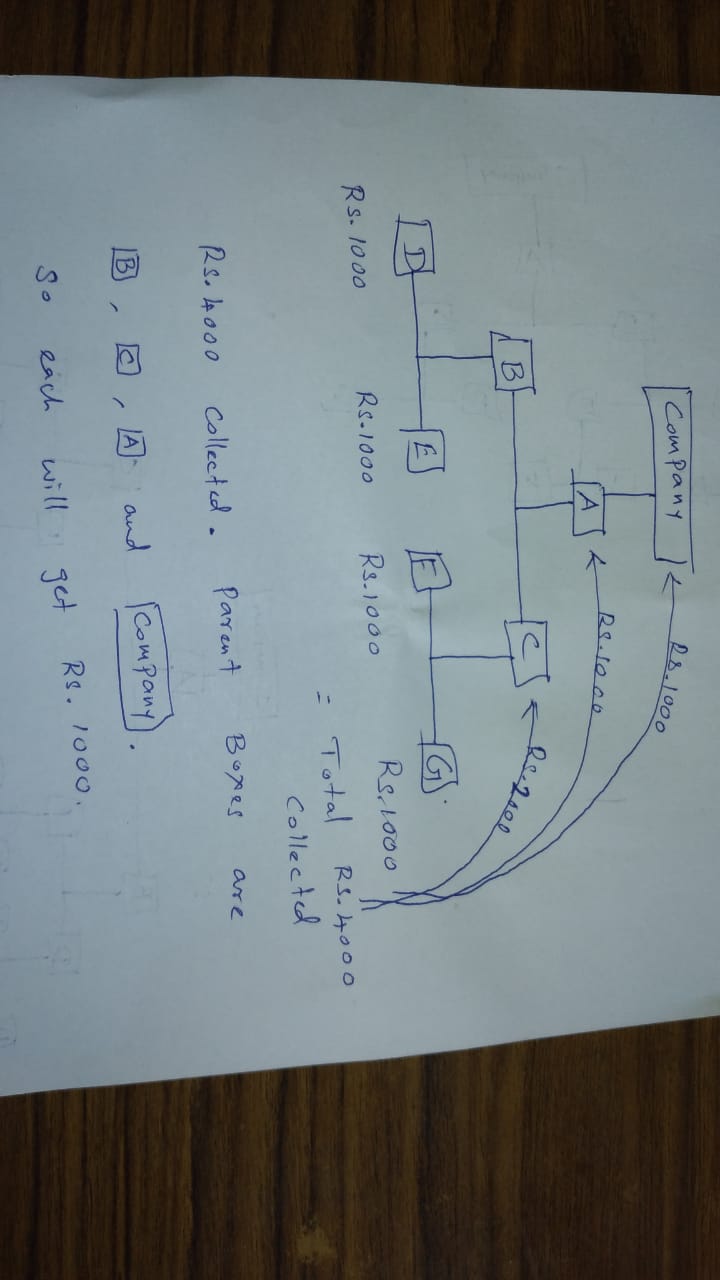 Company
Rs. 1000
A
Rs. 1000
B
C
Rs. 2000
D
E
F
G
Rs. 1000
Rs. 1000
Rs. 1000
Rs. 1000
= Total Rs. 4000
Collected
Rs. 4000 Collected. Parent Boxes are
B, C, A and Company.
So each will get Rs. 1000.